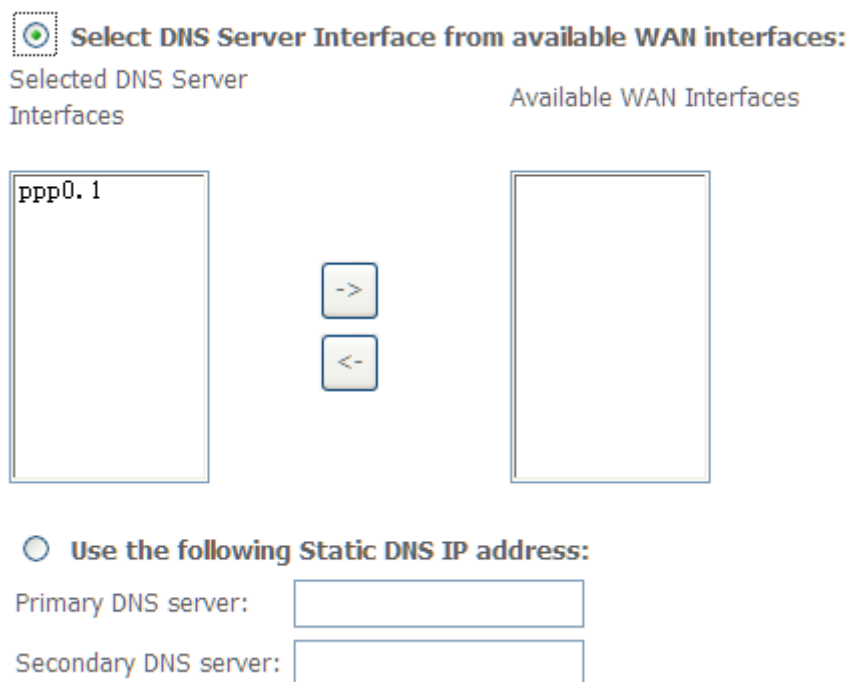 Select DNS Server Interface from available WAN interfaces:
Selected DNS Server
Interfaces
Available WAN Interfaces
ppp0.1
->
<-
Use the following Static DNS IP address:
Primary DNS server:
Secondary DNS server: